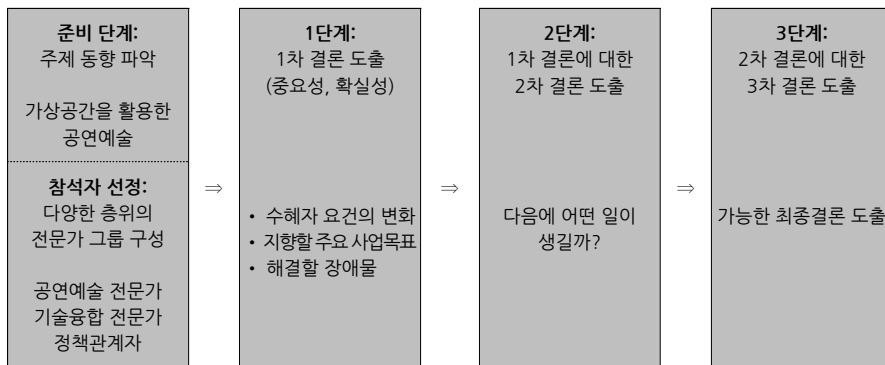 준비 단계:
주제 동향 파악
가상공간을 활용한
공연예술
참석자 선정:
다양한 층위의
전문가 그룹 구성
공연예술 전문가
기술융합 전문가
정책관계자
⇒
1단계:
1차 결론 도출
(중요성, 확실성)
• 수혜자 요건의 변화
• 지향할 주요 사업목표
• 해결할 장애물
⇒
2단계:
1차 결론에 대한
2차 결론 도출
다음에 어떤 일이
생길까?
⇒
3단계:
2차 결론에 대한
3차 결론 도출
가능한 최종결론 도출